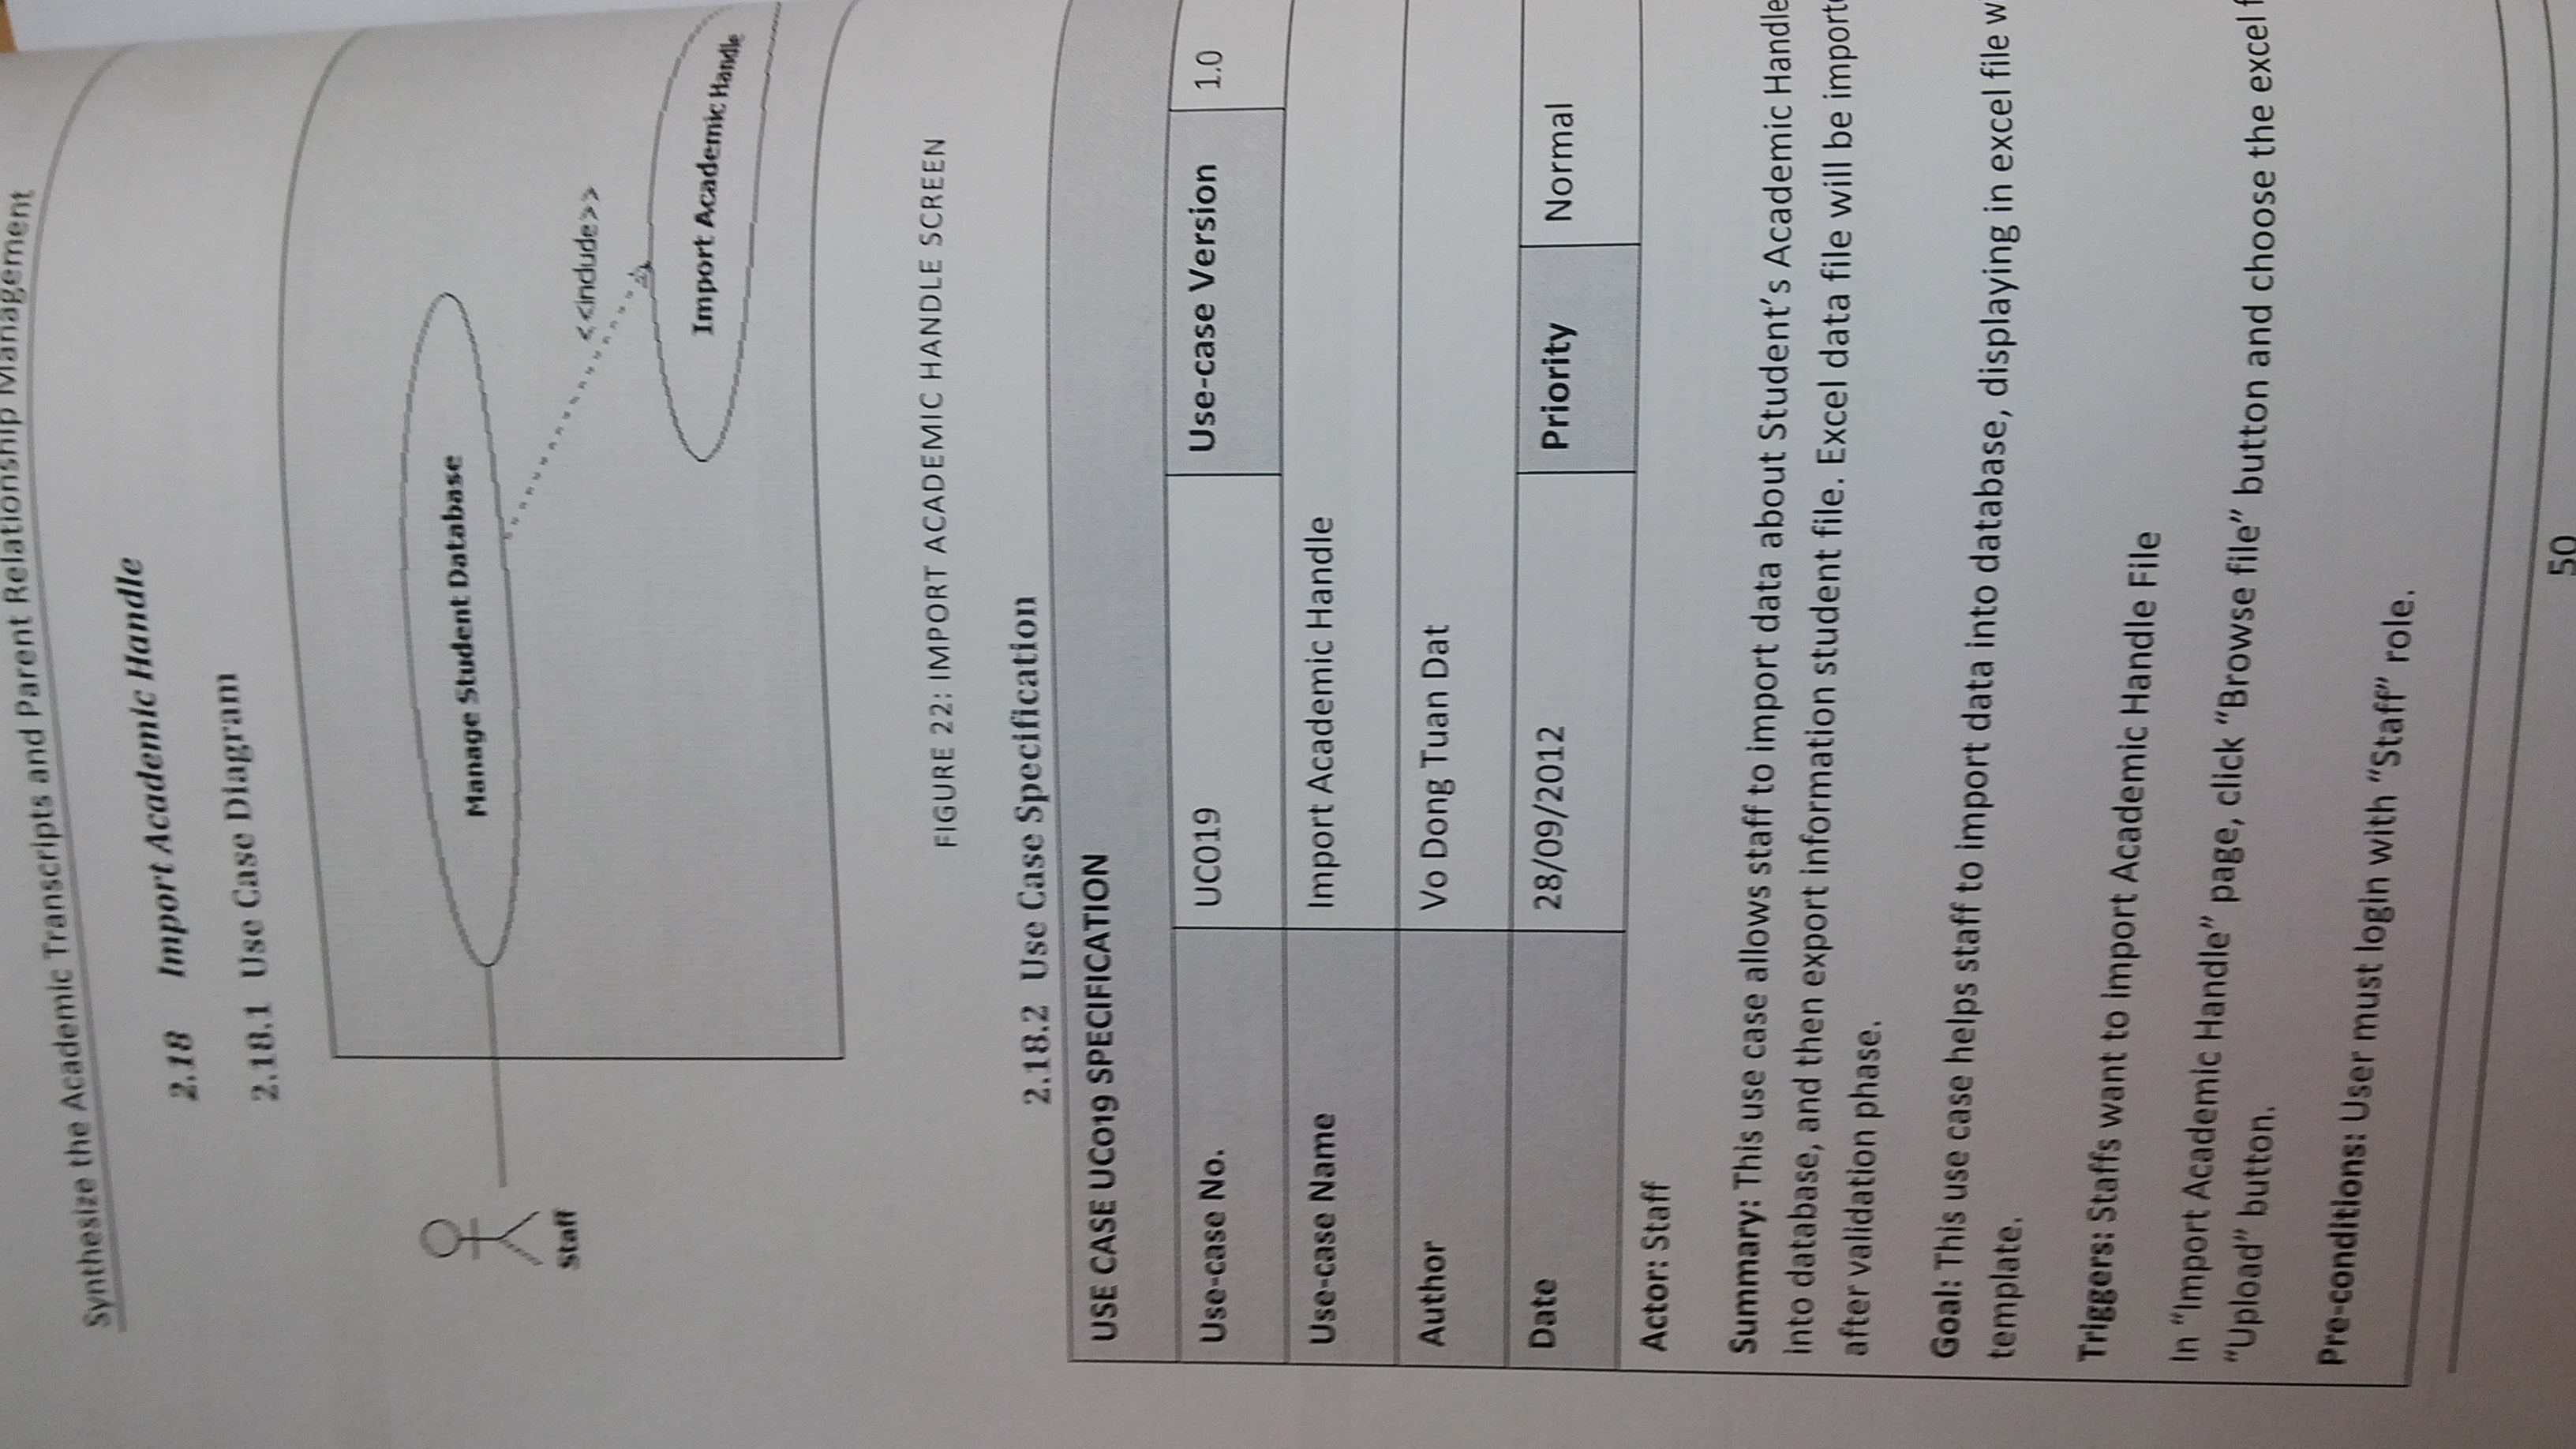 Synthesize the Academic Transcripts and Parent Relationship Management
2.18 Import Academic Handle
2.18.1 Use Case Diagram
Manage Student Database
<<include>>
Staff
Import Academic Handle
FIGURE 22: IMPORT ACADEMIC HANDLE SCREEN
2.18.2 Use Case Specification
USE CASE UC019 SPECIFICATION
Use-case No. UC019 Use-case Version 1.0
Use-case Name Import Academic Handle
Author Vo Dong Tuan Dat
Date 28/09/2012 Priority Normal
Actor: Staff
Summary: This use case allows staff to import data about Student's Academic Handle
into database, and then export information student file. Excel data file will be
after validation phase.
Goal: This use case helps staff to import data into database, displaying in excel file
template.
Triggers: Staffs want to import Academic Handle File
In “Import Academic Handle” page, click “Browse file” button and choose the excel
“Upload” button.
Pre-conditions: User must login with “Staff” role.
50